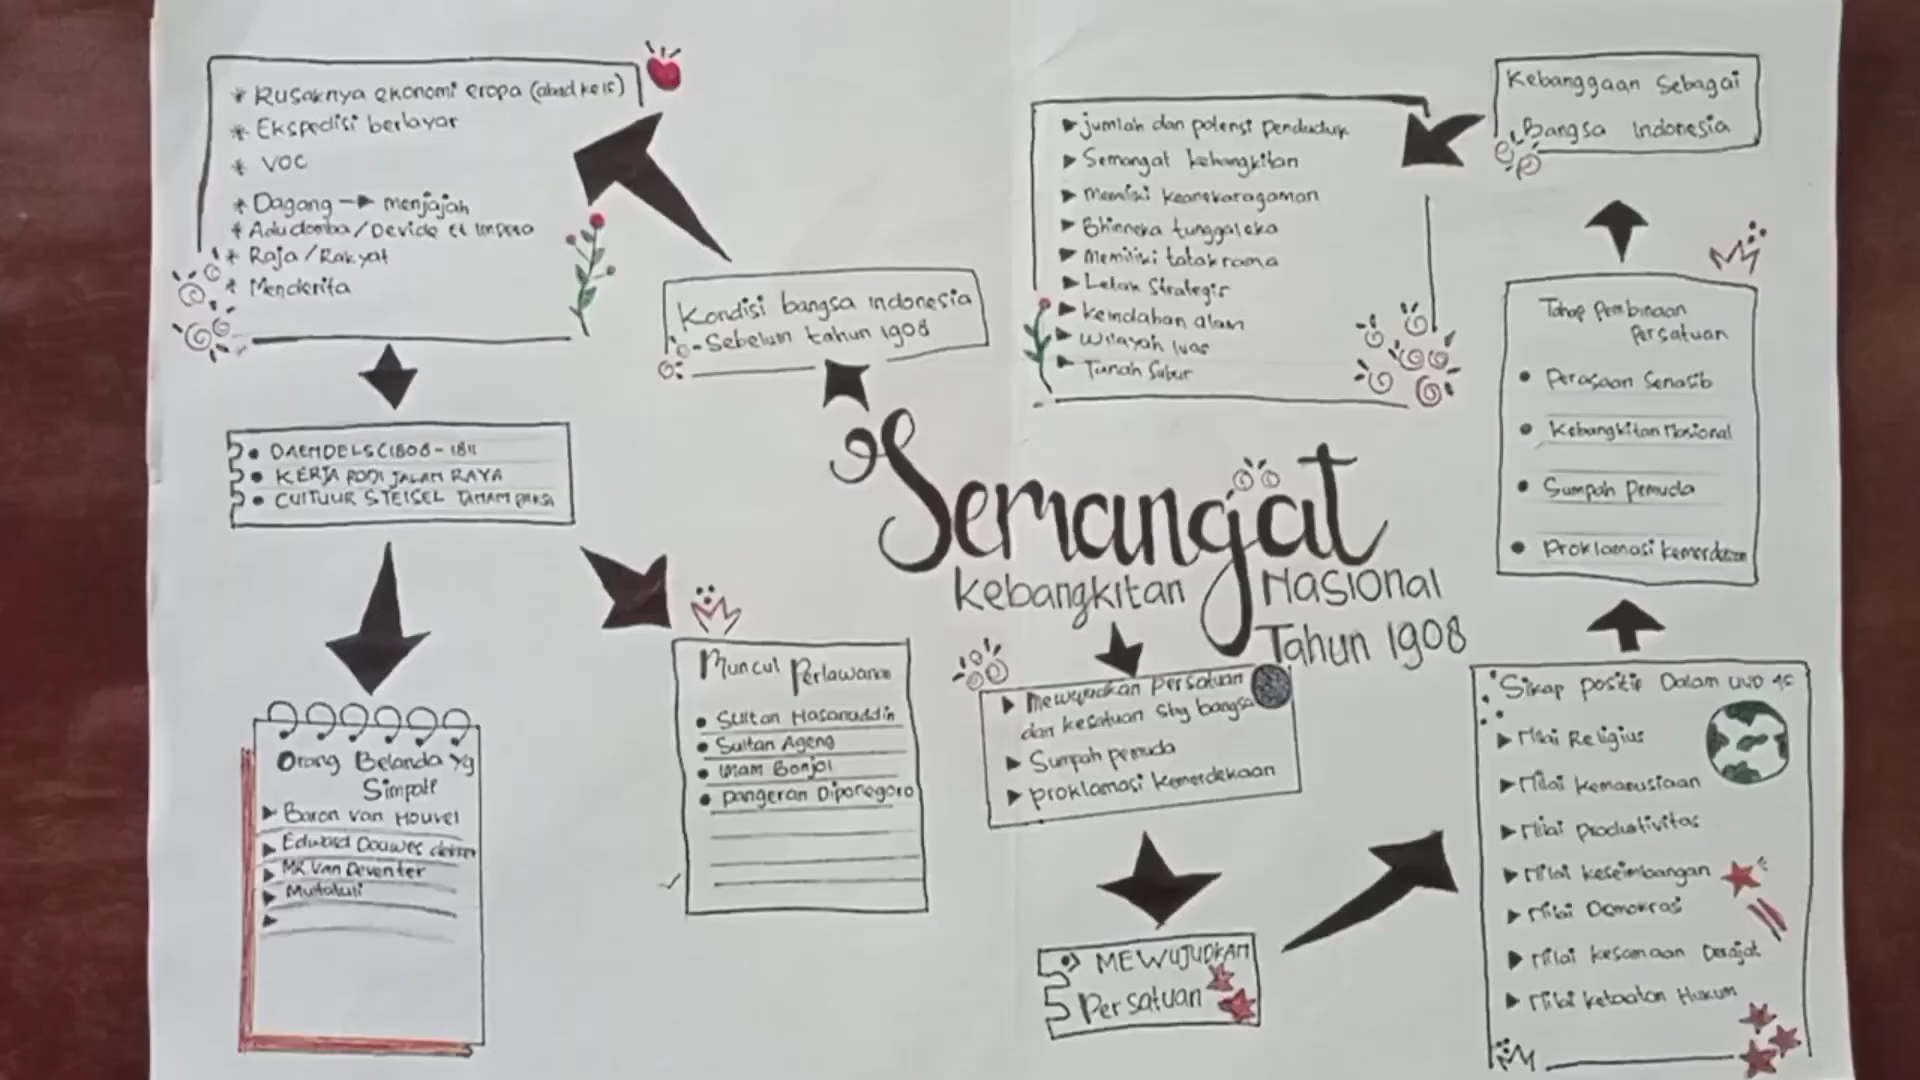 * Rusaknya ekonomi eropa (abad ke 15)
* Ekspedisi berlayar
* VOC
* Dagang → menjajah
* Adu domba/Devide et Impera
* Raja/Rakyat
* Menderita
Kondisi bangsa indonesia
- Sebelum tahun 1908
• DAENDELS (1808 - 1811
• KERJA RODI JALAN RAYA
• CULTUUR STEISEL TANAM PAKSA
Orang Belanda yg
Simpati
Baron van Houvel
Edward Douwes dekker
Mr Van Deventer
Multatuli
Muncul Perlawanan
• Sultan Hasanuddin
• Sultan Ageng
• Imam Bonjol
• Pangeran Diponegoro
Semangat
Kebangkitan Nasional
Tahun 1908
Mewujudkan Persatuan
dan kesatuan sbg bangsa
Sumpah pemuda
proklamasi kemerdekaan
MEWUJUDKAN
Persatuan
Sikap positif Dalam UUD 45
Nilai Religius
Nilai kemanusiaan
Nilai produktivitas
Nilai keseimbangan
Nilai Demokrasi
Nilai kesamaan Derajat
Nilai ketaatan Hukum
Tahap Pembinaan
Persatuan
• Perasaan Senasib
• Kebangkitan Nasional
• Sumpah Pemuda
• Proklamasi kemerdekaan
Kebanggaan Sebagai
Bangsa Indonesia
jumlah dan potensi penduduk
Semangat kebangkitan
Memiliki keanekaragaman
Bhinneka tunggal eka
Memiliki tatakrama
Letak Strategis
keindahan alam
wilayah luas
Tanah Subur